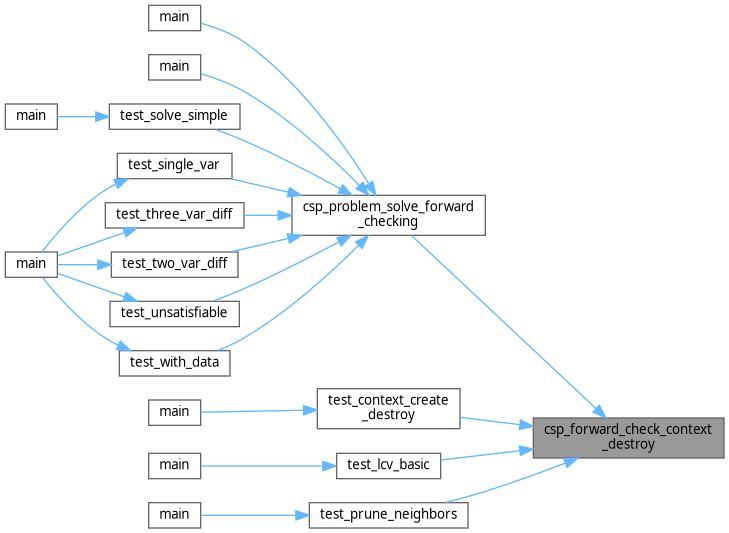 main
main
main
test_solve_simple
test_single_var
csp_problem_solve_forward
_checking
test_three_var_diff
main
test_two_var_diff
test_unsatisfiable
test_with_data
main
test_context_create
_destroy
csp_forward_check_context
_destroy
main
test_lcv_basic
main
test_prune_neighbors